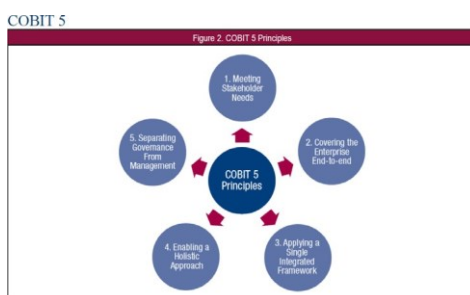 COBIT 5
Figure 2. COBIT 5 Principles
1. Meeting
Stakeholder
Needs
2. Covering the
Enterprise
End-to-end
3. Applying a
Single
Integrated
Framework
4. Enabling a
Holistic
Approach
5. Separating
Governance
From
Management
COBIT 5
Principles